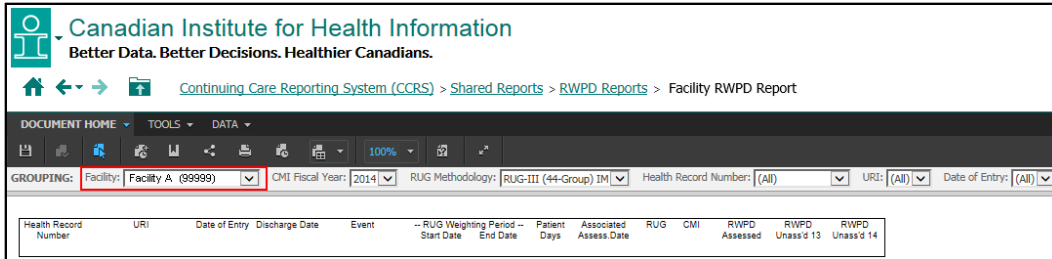 Canadian Institute for Health Information
Better Data. Better Decisions. Healthier Canadians.
Continuing Care Reporting System (CCRS) > Shared Reports > RWPD Reports > Facility RWPD Report
DOCUMENT HOME TOOLS DATA
100%
GROUPING: Facility: Facility A (99999) CMI Fiscal Year: 2014 RUG Methodology: RUG-III (44-Group) IM Health Record Number: (All) URI: (All) Date of Entry: (All)
Health Record URI Date of Entry Discharge Date Event -- RUG Weighting Period -- Patient Associated RUG CMI RWPD RWPD RWPD
Number Start Date End Date Days Assess.Date Assessed Unass'd 13 Unass'd 14